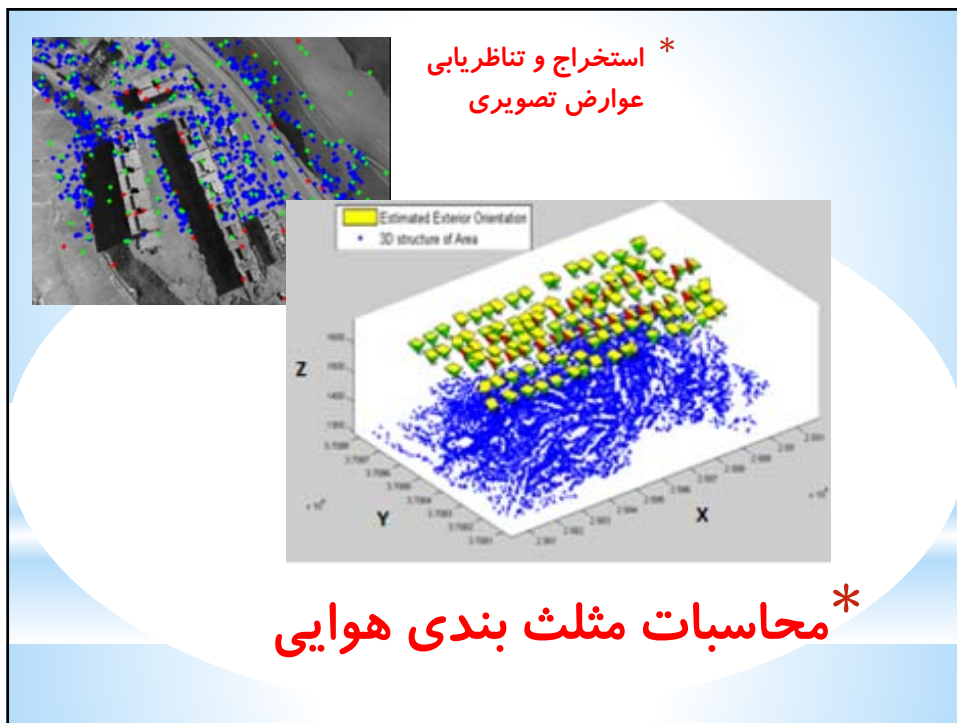 * استخراج و تناظریابی
عوارض تصویری
Estimated Exterior Orientation
3D structure of Area
Z
Y
X
* محاسبات مثلث بندی هوایی